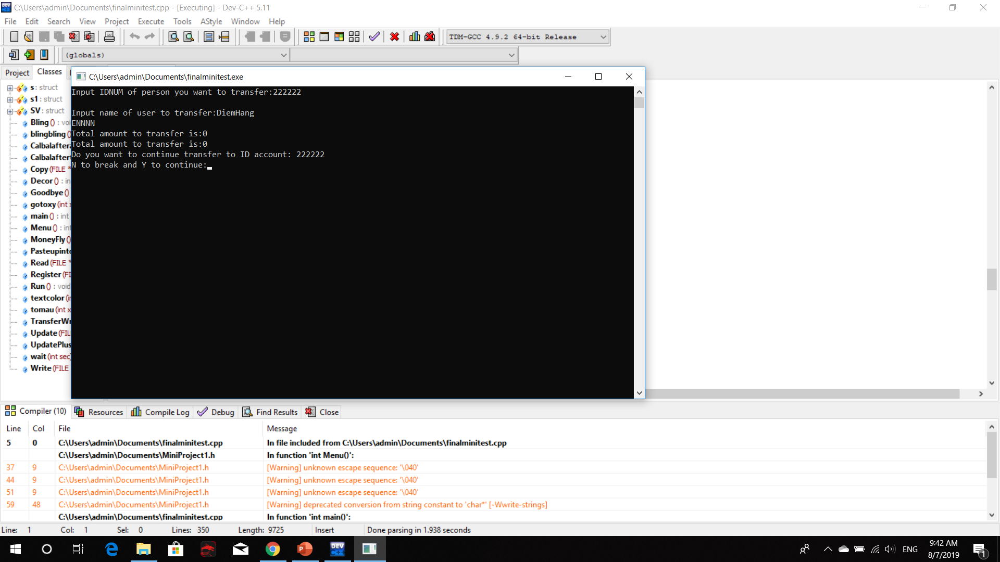 C:\Users\admin\Documents\finalminitest.cpp - [Executing] - Dev-C++ 5.11
File Edit Search View Project Execute Tools AStyle Window Help
TDM-GCC 4.9.2 64-bit Release
(globals)
Project Classes
C:\Users\admin\Documents\finalminitest.exe
s : struct
s1 : struct
SV : struct
Bling () : voi
blingbling (
Calbalafter
Calbalafter
Copy (FILE *
Decor () : in
Goodbye ()
gotoxy (int
main () : int
Menu () : int
MoneyFly ()
Pasteupint
Read (FILE *
Register (FI
Run () : void
textcolor (i
tomau (int x
TransferWr
Update (FIL
UpdatePlus
wait (int sec
Write (FILE
Input IDNUM of person you want to transfer:222222
Input name of user to transfer:DiemHang
ENNNN
Total amount to transfer is:0
Total amount to transfer is:0
Do you want to continue transfer to ID account: 222222
N to break and Y to continue:
Compiler (10) Resources Compile Log Debug Find Results Close
Line Col File Message
5 0 C:\Users\admin\Documents\finalminitest.cpp In file included from C:\Users\admin\Documents\finalminitest.cpp
C:\Users\admin\Documents\MiniProject1.h In function 'int Menu()':
37 9 C:\Users\admin\Documents\MiniProject1.h [Warning] unknown escape sequence: '\040'
44 9 C:\Users\admin\Documents\MiniProject1.h [Warning] unknown escape sequence: '\040'
51 9 C:\Users\admin\Documents\MiniProject1.h [Warning] unknown escape sequence: '\040'
59 48 C:\Users\admin\Documents\MiniProject1.h [Warning] deprecated conversion from string constant to 'char*' [-Wwrite-strings]
C:\Users\admin\Documents\finalminitest.cpp In function 'int main()':
Line: 1 Col: 1 Sel: 0 Lines: 350 Length: 9725 Insert Done parsing in 1.938 seconds
ENG
9:42 AM
8/7/2019
1